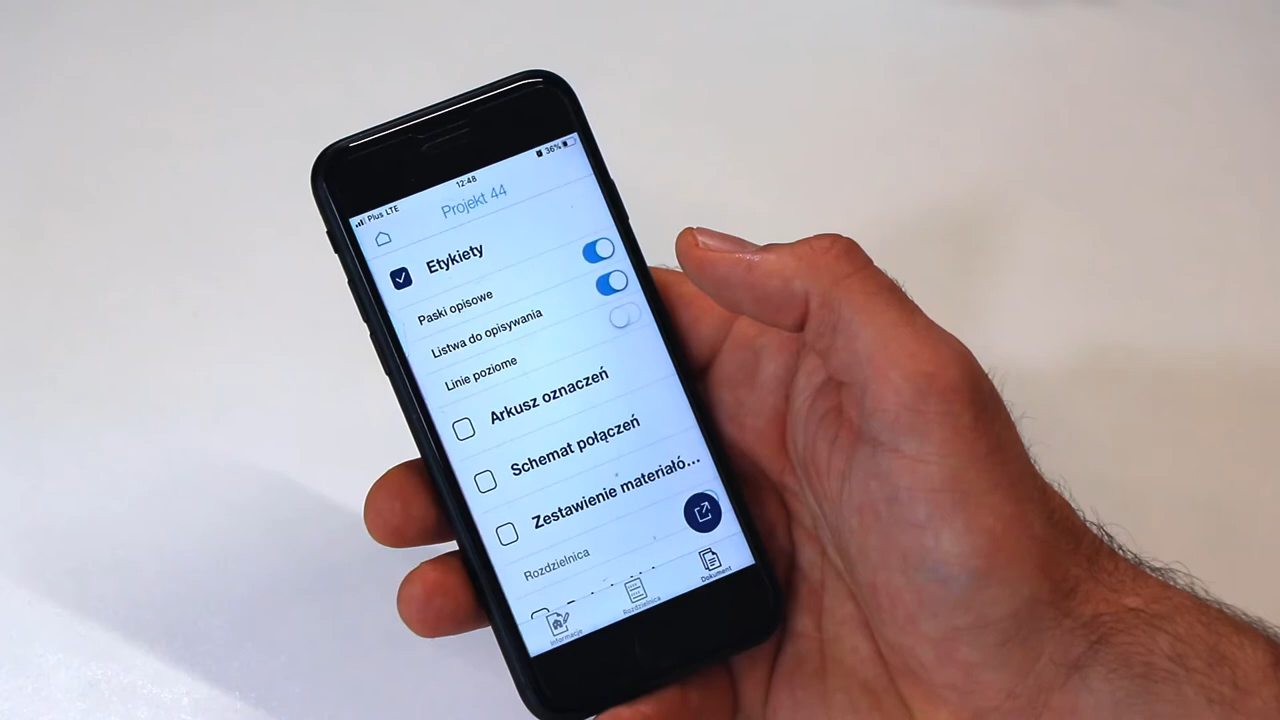 Plus LTE
12:48
36%
Projekt 44
Etykiety
Paski opisowe
Listwa do opisywania
Linie poziome
Arkusz oznaczeń
Schemat połączeń
Zestawienie materiałó...
Rozdzielnica
Informacje
Rozdzielnica
Dokument